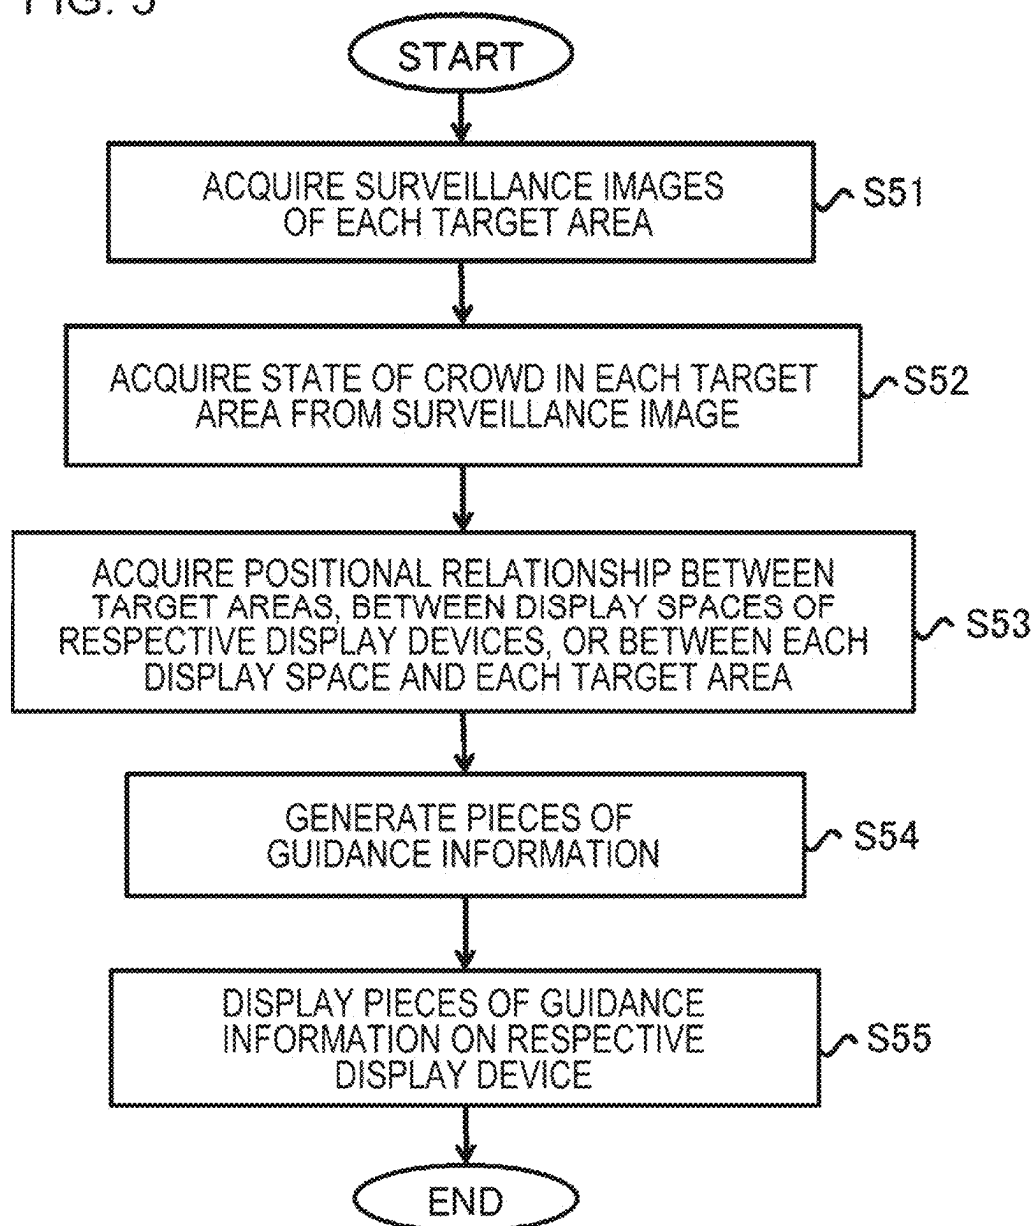 FIG. 5
START
ACQUIRE SURVEILLANCE IMAGES
OF EACH TARGET AREA
S51
ACQUIRE STATE OF CROWD IN EACH TARGET
AREA FROM SURVEILLANCE IMAGE
S52
ACQUIRE POSITIONAL RELATIONSHIP BETWEEN
TARGET AREAS, BETWEEN DISPLAY SPACES OF
RESPECTIVE DISPLAY DEVICES, OR BETWEEN EACH
DISPLAY SPACE AND EACH TARGET AREA
S53
GENERATE PIECES OF
GUIDANCE INFORMATION
S54
DISPLAY PIECES OF GUIDANCE
INFORMATION ON RESPECTIVE
DISPLAY DEVICE
S55
END